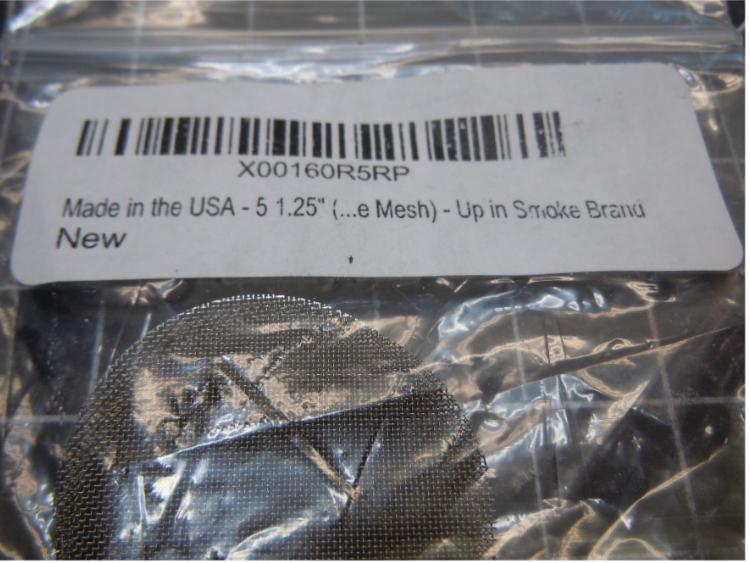 X00160R5RP
Made in the USA - 5 1.25" (...e Mesh) - Up in Smoke Brand
New